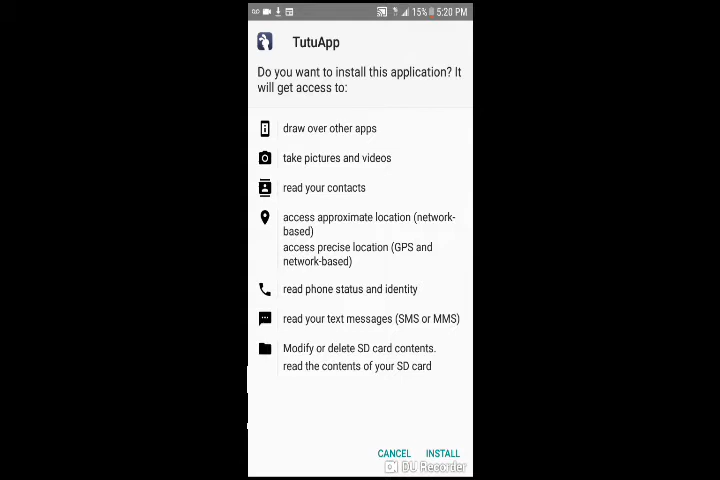 15% 5:20 PM
TutuApp
Do you want to install this application? It
will get access to:
draw over other apps
take pictures and videos
read your contacts
access approximate location (network-
based)
access precise location (GPS and
network-based)
read phone status and identity
read your text messages (SMS or MMS)
Modify or delete SD card contents.
read the contents of your SD card
CANCEL INSTALL
DU Recorder